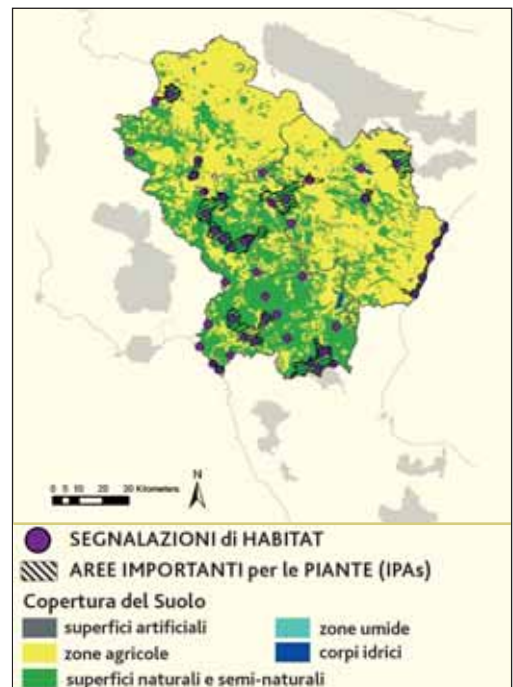 N
0 5 10 20 30 Kilometers
SEGNALAZIONI di HABITAT
AREE IMPORTANTI per le PIANTE (IPAs)
Copertura del Suolo
superfici artificiali
zone umide
zone agricole
corpi idrici
superfici naturali e semi-naturali